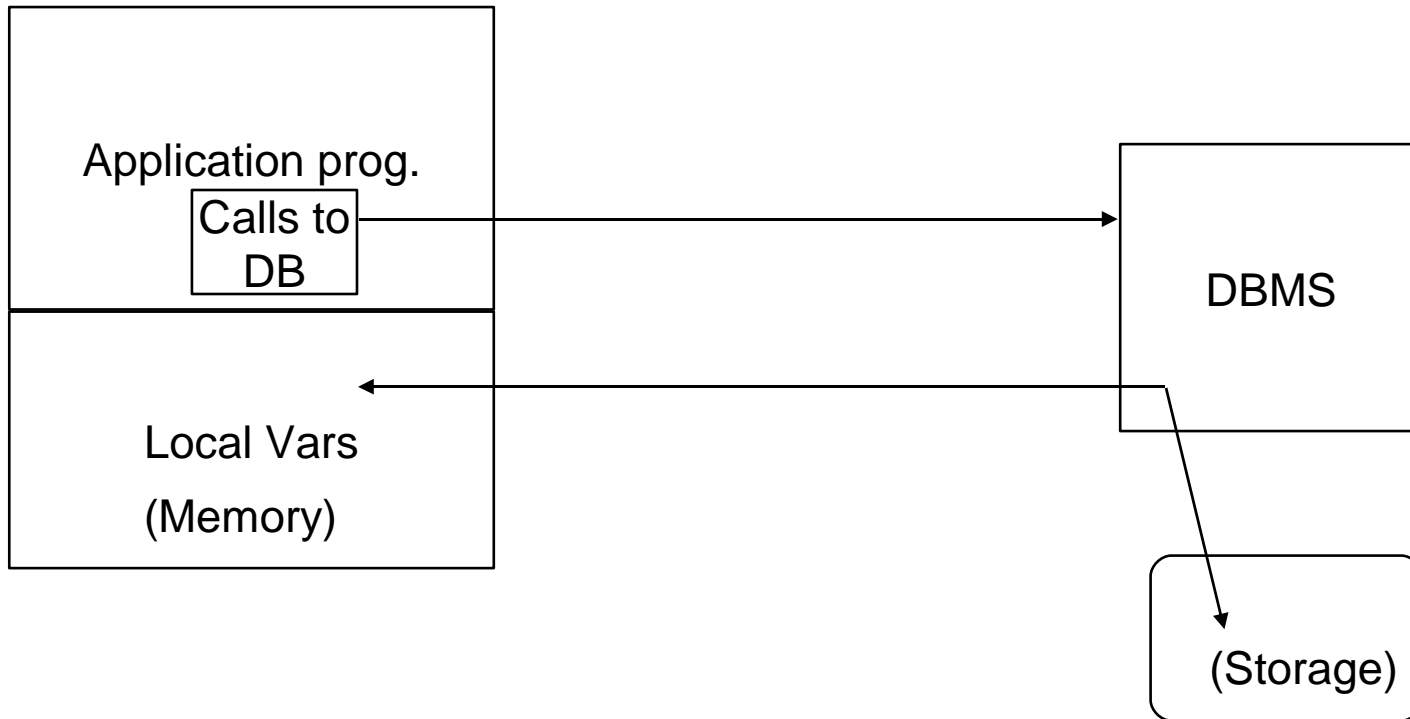 Application prog.
Calls to
DB
DBMS
Local Vars
(Memory)
(Storage)